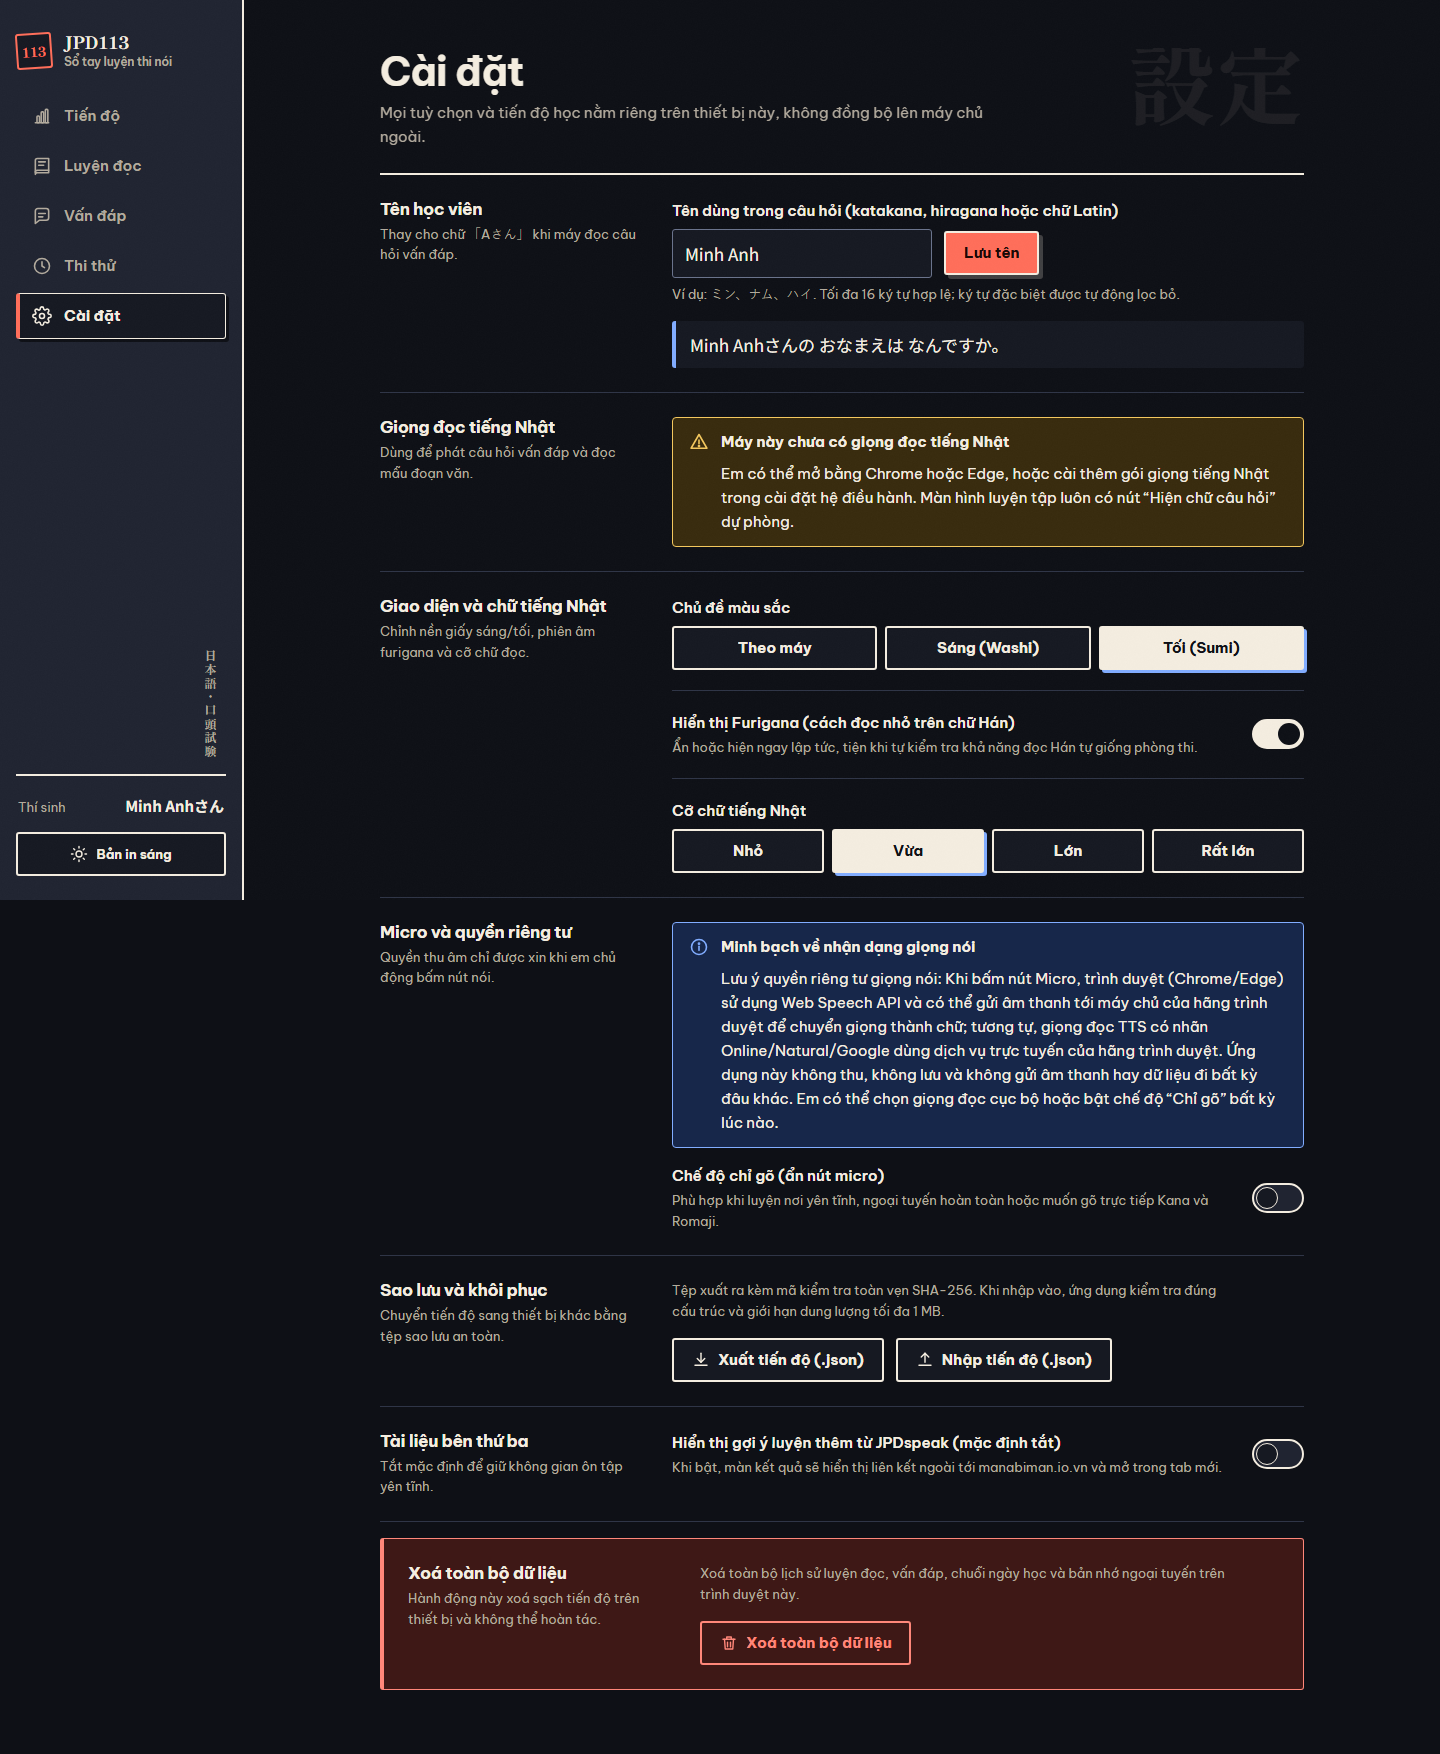 113
JPD113
Sổ tay luyện thi nói
Tiến độ
Luyện đọc
Vấn đáp
Thi thử
Cài đặt
日本語・口頭試験
Thí sinh
Minh Anhさん
Bản in sáng
Cài đặt
設定
Mọi tuỳ chọn và tiến độ học nằm riêng trên thiết bị này, không đồng bộ lên máy chủ
ngoài.
Tên học viên
Thay cho chữ 「Aさん」 khi máy đọc câu
hỏi vấn đáp.
Tên dùng trong câu hỏi (katakana, hiragana hoặc chữ Latin)
Minh Anh
Lưu tên
Ví dụ: ミン、ナム、ハイ. Tối đa 16 ký tự hợp lệ; ký tự đặc biệt được tự động lọc bỏ.
Minh Anhさんの おなまえは なんですか。
Giọng đọc tiếng Nhật
Dùng để phát câu hỏi vấn đáp và đọc
mẫu đoạn văn.
Máy này chưa có giọng đọc tiếng Nhật
Em có thể mở bằng Chrome hoặc Edge, hoặc cài thêm gói giọng tiếng Nhật
trong cài đặt hệ điều hành. Màn hình luyện tập luôn có nút “Hiện chữ câu hỏi”
dự phòng.
Giao diện và chữ tiếng Nhật
Chỉnh nền giấy sáng/tối, phiên âm
furigana và cỡ chữ đọc.
Chủ đề màu sắc
Theo máy
Sáng (Washi)
Tối (Sumi)
Hiển thị Furigana (cách đọc nhỏ trên chữ Hán)
Ẩn hoặc hiện ngay lập tức, tiện khi tự kiểm tra khả năng đọc Hán tự giống phòng thi.
Cỡ chữ tiếng Nhật
Nhỏ
Vừa
Lớn
Rất lớn
Micro và quyền riêng tư
Quyền thu âm chỉ được xin khi em chủ
động bấm nút nói.
Minh bạch về nhận dạng giọng nói
Lưu ý quyền riêng tư giọng nói: Khi bấm nút Micro, trình duyệt (Chrome/Edge)
sử dụng Web Speech API và có thể gửi âm thanh tới máy chủ của hãng trình
duyệt để chuyển giọng thành chữ; tương tự, giọng đọc TTS có nhãn
Online/Natural/Google dùng dịch vụ trực tuyến của hãng trình duyệt. Ứng
dụng này không thu, không lưu và không gửi âm thanh hay dữ liệu đi bất kỳ
đâu khác. Em có thể chọn giọng đọc cục bộ hoặc bật chế độ “Chỉ gõ” bất kỳ
lúc nào.
Chế độ chỉ gõ (ẩn nút micro)
Phù hợp khi luyện nơi yên tĩnh, ngoại tuyến hoàn toàn hoặc muốn gõ trực tiếp Kana và
Romaji.
Sao lưu và khôi phục
Chuyển tiến độ sang thiết bị khác bằng
tệp sao lưu an toàn.
Tệp xuất ra kèm mã kiểm tra toàn vẹn SHA-256. Khi nhập vào, ứng dụng kiểm tra đúng
cấu trúc và giới hạn dung lượng tối đa 1 MB.
Xuất tiến độ (.json)
Nhập tiến độ (.json)
Tài liệu bên thứ ba
Tắt mặc định để giữ không gian ôn tập
yên tĩnh.
Hiển thị gợi ý luyện thêm từ JPDspeak (mặc định tắt)
Khi bật, màn kết quả sẽ hiển thị liên kết ngoài tới manabiman.io.vn và mở trong tab mới.
Xoá toàn bộ dữ liệu
Hành động này xoá sạch tiến độ trên
thiết bị và không thể hoàn tác.
Xoá toàn bộ lịch sử luyện đọc, vấn đáp, chuỗi ngày học và bản nhớ ngoại tuyến trên
trình duyệt này.
Xoá toàn bộ dữ liệu